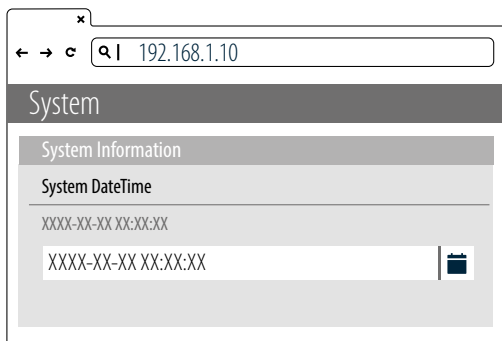 192.168.1.10
System
System Information
System DateTime
XXXX-XX-XX XX:XX:XX
XXXX-XX-XX XX:XX:XX